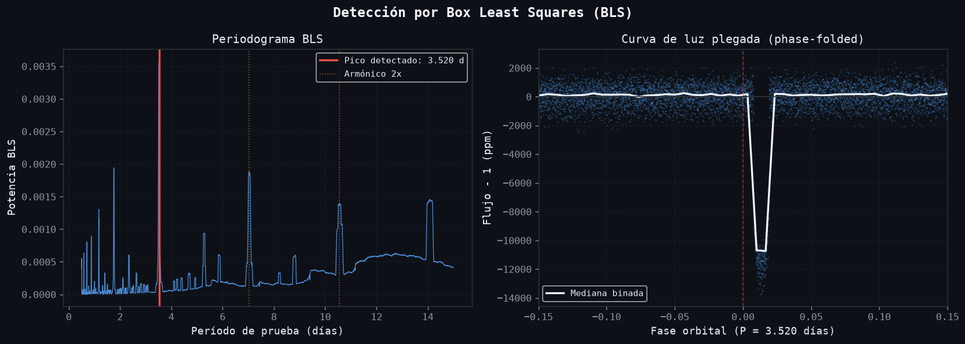 Detección por Box Least Squares (BLS)
Periodograma BLS
Potencia BLS
0.0035
0.0030
0.0025
0.0020
0.0015
0.0010
0.0005
0.0000
Pico detectado: 3.520 d
Armónico 2x
0 2 4 6 8 10 12 14
Período de prueba (días)
Curva de luz plegada (phase-folded)
Flujo - 1 (ppm)
2000
0
−2000
−4000
−6000
−8000
−10000
−12000
−14000
Mediana binada
−0.15 −0.10 −0.05 0.00 0.05 0.10 0.15
Fase orbital (P = 3.520 días)